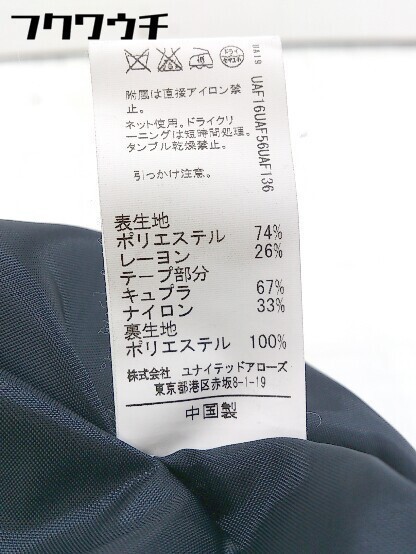 フクワウチ
ドライ
UA19 UAF16UAF56UAF136
附属は直接アイロン禁
止。
ネット使用。ドライクリ
ーニングは短時間処理。
タンブル乾燥禁止。
引っかけ注意。
表生地
ポリエステル 74%
レーヨン 26%
テープ部分
キュプラ 67%
ナイロン 33%
裏生地
ポリエステル 100%
株式会社 ユナイテッドアローズ
東京都港区赤坂8-1-19
中国製